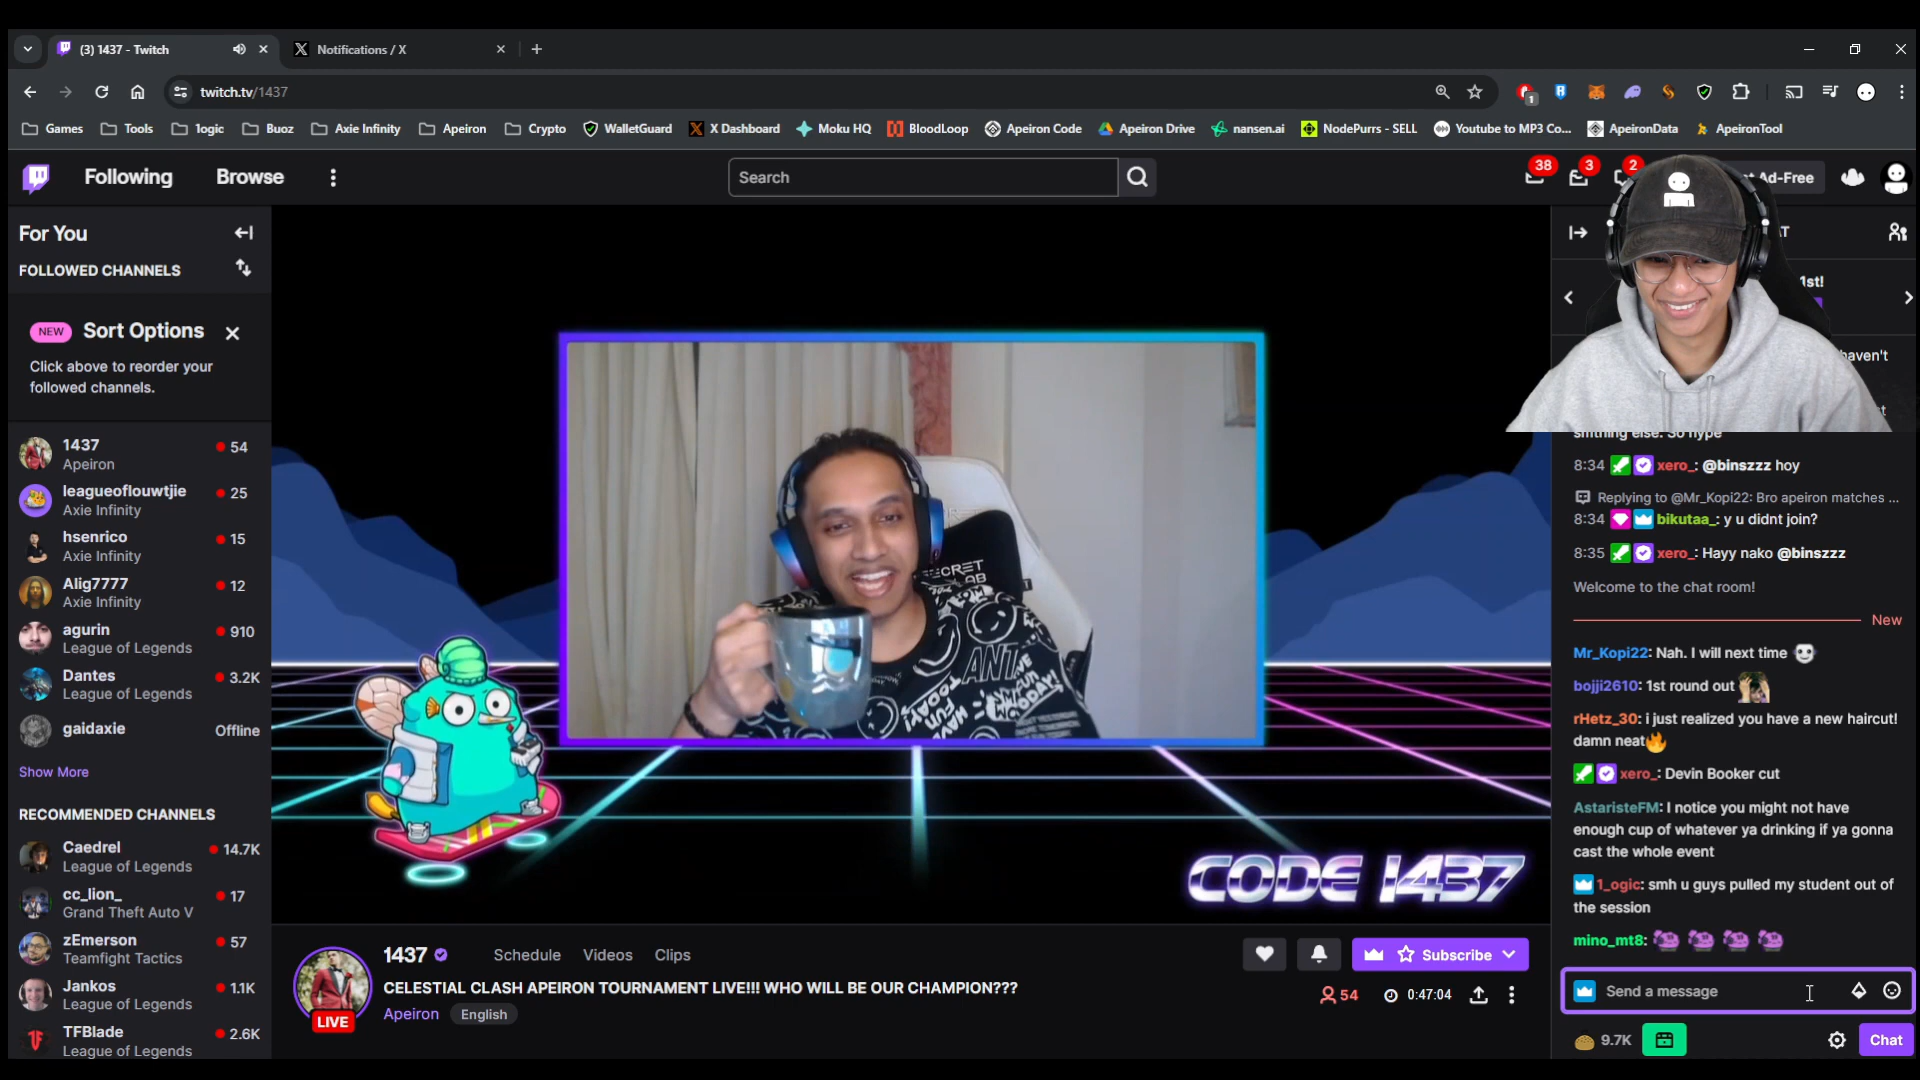 (3) 1437 - Twitch
Notifications / X
twitch.tv/1437
1
Games
Tools
1ogic
Buoz
Axie Infinity
Apeiron
Crypto
WalletGuard
X Dashboard
Moku HQ
BloodLoop
Apeiron Code
Apeiron Drive
nansen.ai
NodePurrs - SELL
Youtube to MP3 Co...
ApeironData
ApeironTool
Following
Browse
Search
38
3
2
Ad-Free
For You
FOLLOWED CHANNELS
NEW Sort Options
Click above to reorder your
followed channels.
1437 54
Apeiron
leagueoflouwtjie 25
Axie Infinity
hsenrico 15
Axie Infinity
Alig7777 12
Axie Infinity
agurin 910
League of Legends
Dantes 3.2K
League of Legends
gaidaxie Offline
Show More
RECOMMENDED CHANNELS
Caedrel 14.7K
League of Legends
cc_lion_ 17
Grand Theft Auto V
zEmerson 57
Teamfight Tactics
Jankos 1.1K
League of Legends
TFBlade 2.6K
League of Legends
CODE 1437
1437
Schedule
Videos
Clips
Subscribe
CELESTIAL CLASH APEIRON TOURNAMENT LIVE!!! WHO WILL BE OUR CHAMPION???
LIVE
Apeiron
English
54
0:47:04
1st!
haven't
smthing else. So hype
8:34 xero_: @binszzz hoy
Replying to @Mr_Kopi22: Bro apeiron matches ...
8:34 bikutaa_: y u didnt join?
8:35 xero_: Hayy nako @binszzz
Welcome to the chat room!
New
Mr_Kopi22: Nah. I will next time
bojji2610: 1st round out
rHetz_30: i just realized you have a new haircut!
damn neat
xero_: Devin Booker cut
AstaristeFM: I notice you might not have
enough cup of whatever ya drinking if ya gonna
cast the whole event
1_ogic: smh u guys pulled my student out of
the session
mino_mt8:
Send a message
9.7K
Chat